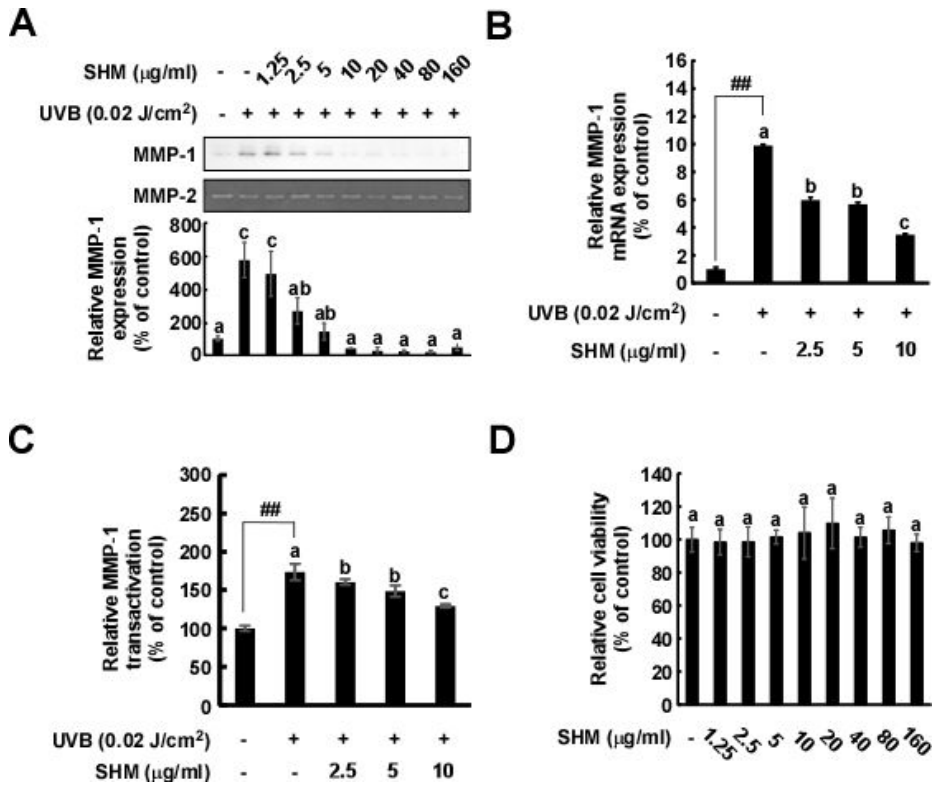 A
SHM (μg/ml) - - 1.25 2.5 5 10 20 40 80 160
UVB (0.02 J/cm²) - + + + + + + + + +
MMP-1
MMP-2
Relative MMP-1
expression
(% of control)
800
600
400
200
0
a c c ab ab a a a a a
B
Relative MMP-1
mRNA expression
(% of control)
16
14
12
10
8
6
4
2
0
##
a b b c
UVB (0.02 J/cm²) - + + + +
SHM (μg/ml) - - 2.5 5 10
C
Relative MMP-1
transactivation
(% of control)
300
250
200
150
100
50
0
##
a b b c
UVB (0.02 J/cm²) - + + + +
SHM (μg/ml) - - 2.5 5 10
D
Relative cell viability
(% of control)
140
120
100
80
60
40
20
0
a a a a a a a a a
SHM (μg/ml) - 1.25 2.5 5 10 20 40 80 160